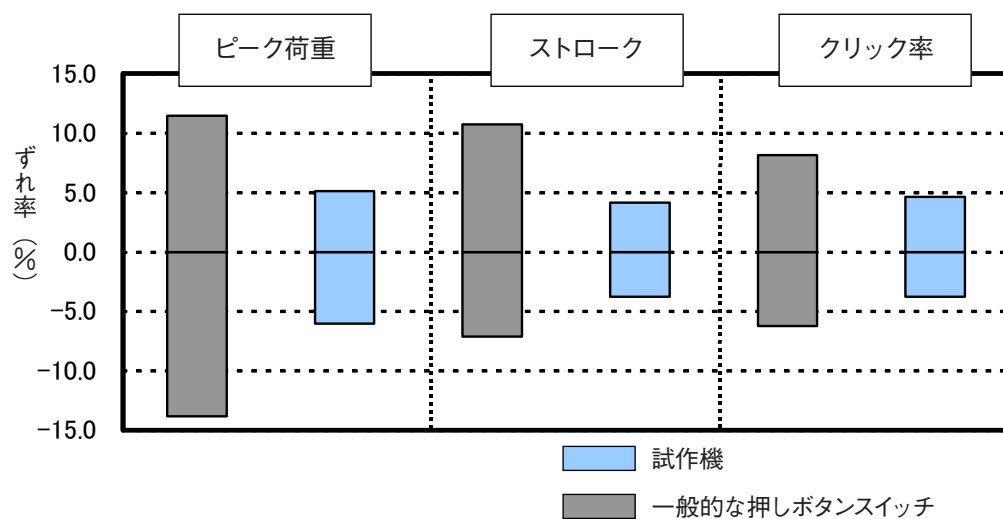 ピーク荷重
ストローク
クリック率
15.0
10.0
5.0
0.0
−5.0
−10.0
−15.0
ずれ率（%）
試作機
一般的な押しボタンスイッチ